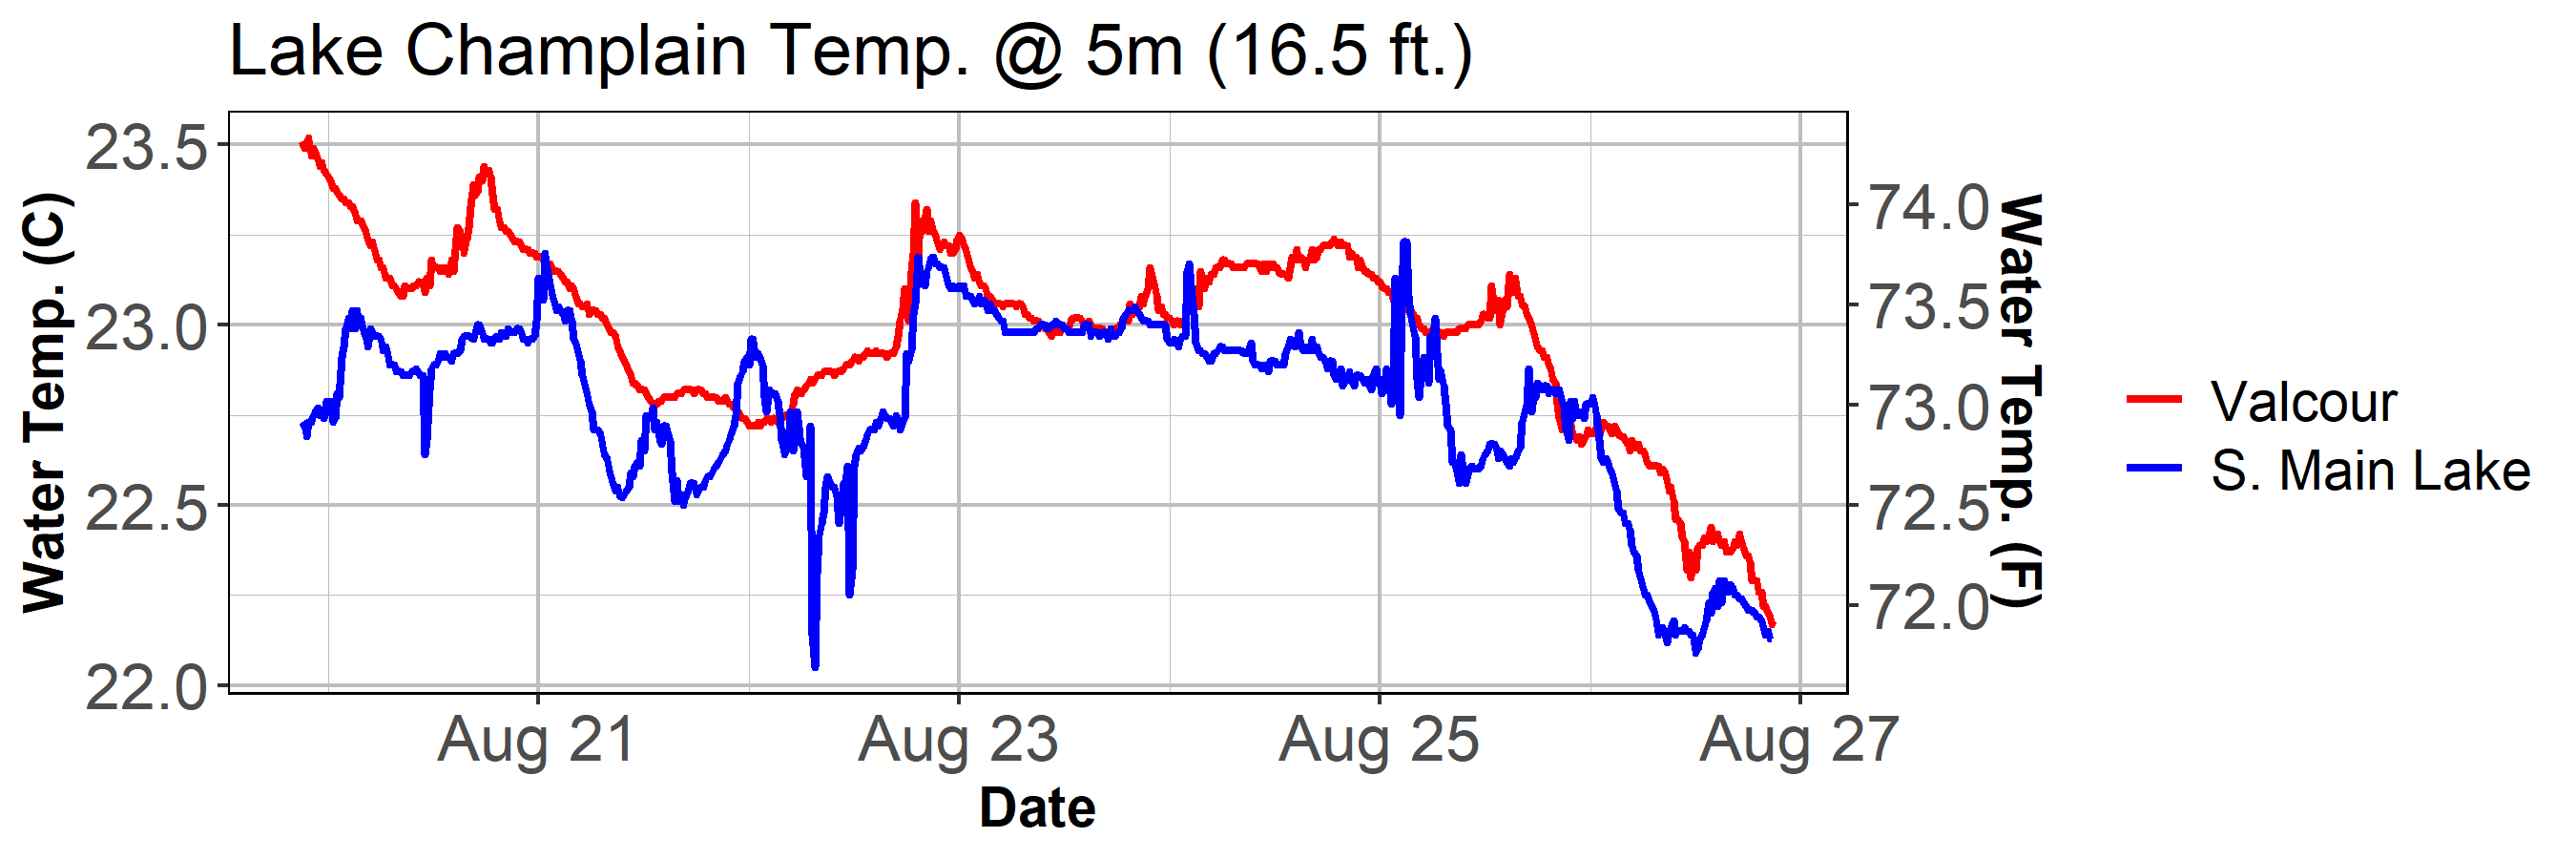 Lake Champlain Temp. @ 5m (16.5 ft.)
Water Temp. (C)
23.5
23.0
22.5
22.0
74.0
73.5
73.0
72.5
72.0
Water Temp. (F)
Aug 21
Aug 23
Aug 25
Aug 27
Date
Valcour
S. Main Lake